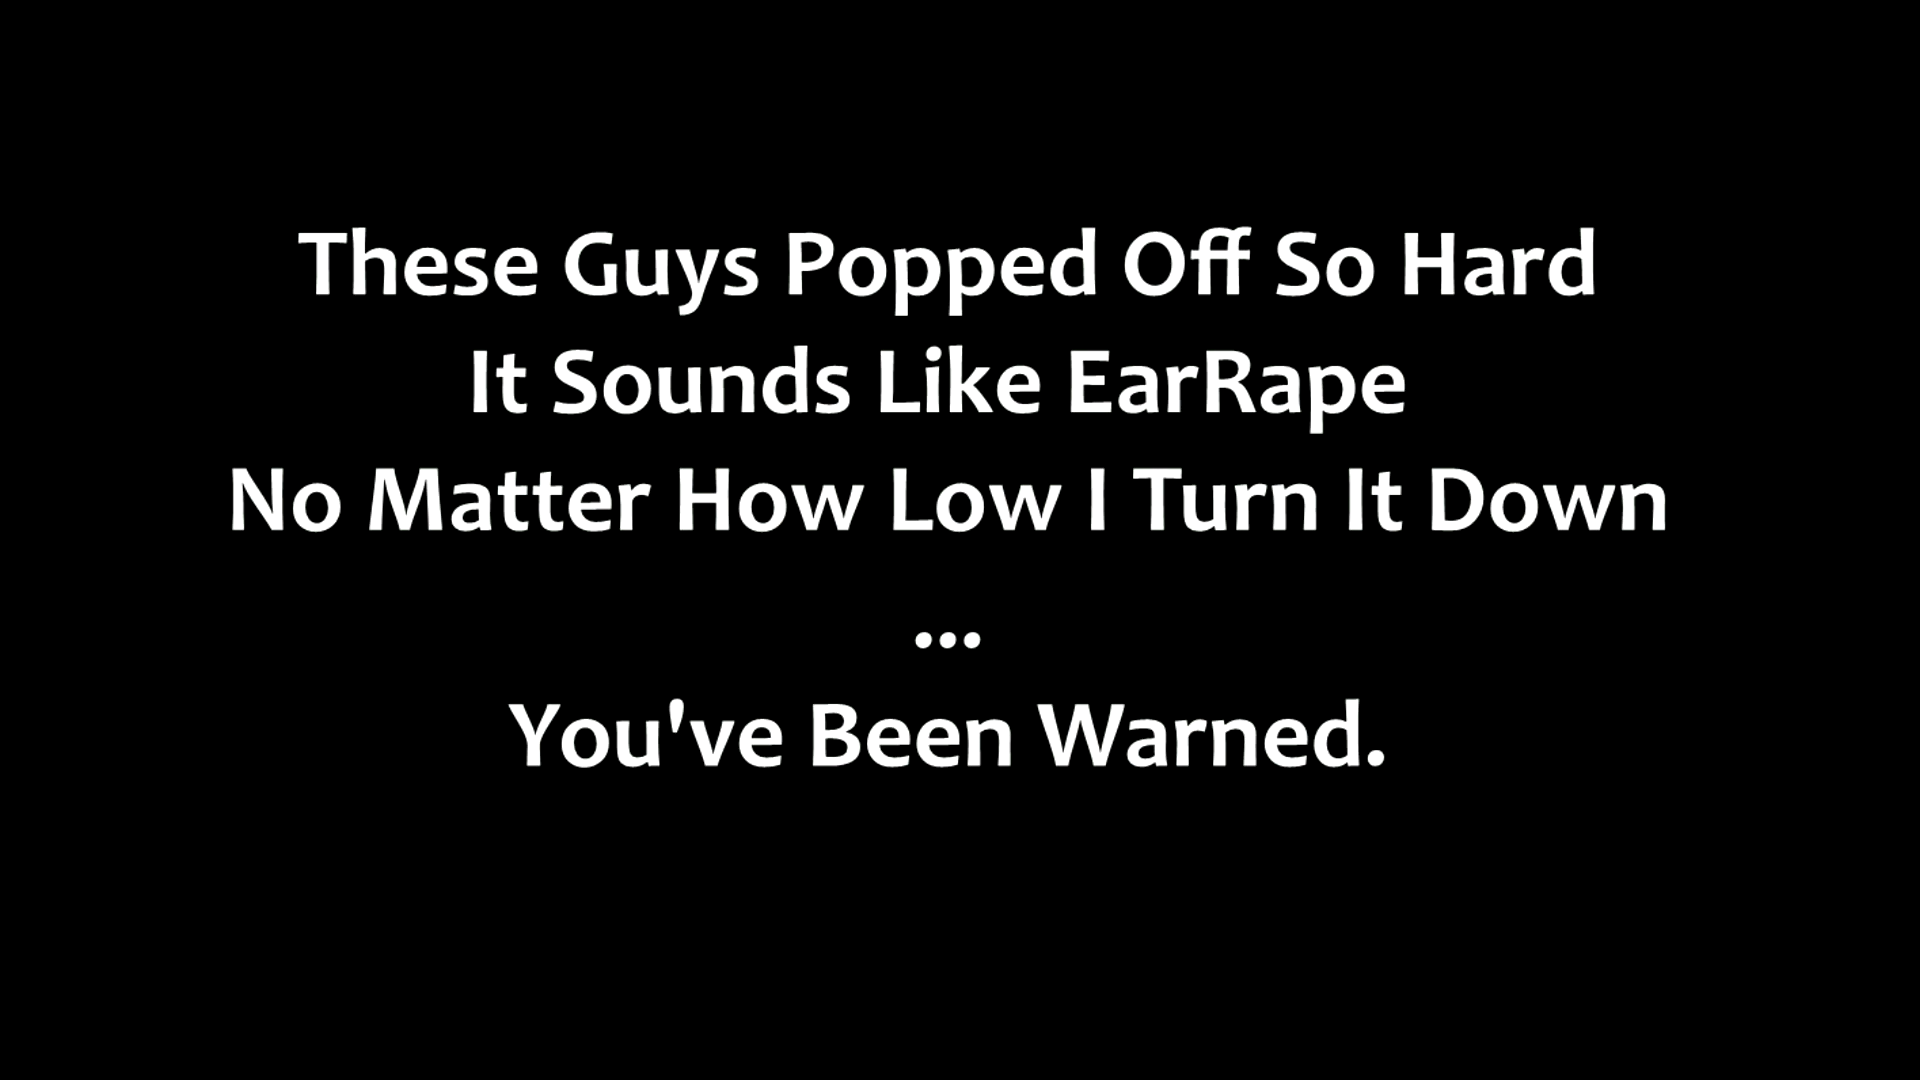 These Guys Popped Off So Hard
It Sounds Like EarRape
No Matter How Low I Turn It Down
...
You've Been Warned.